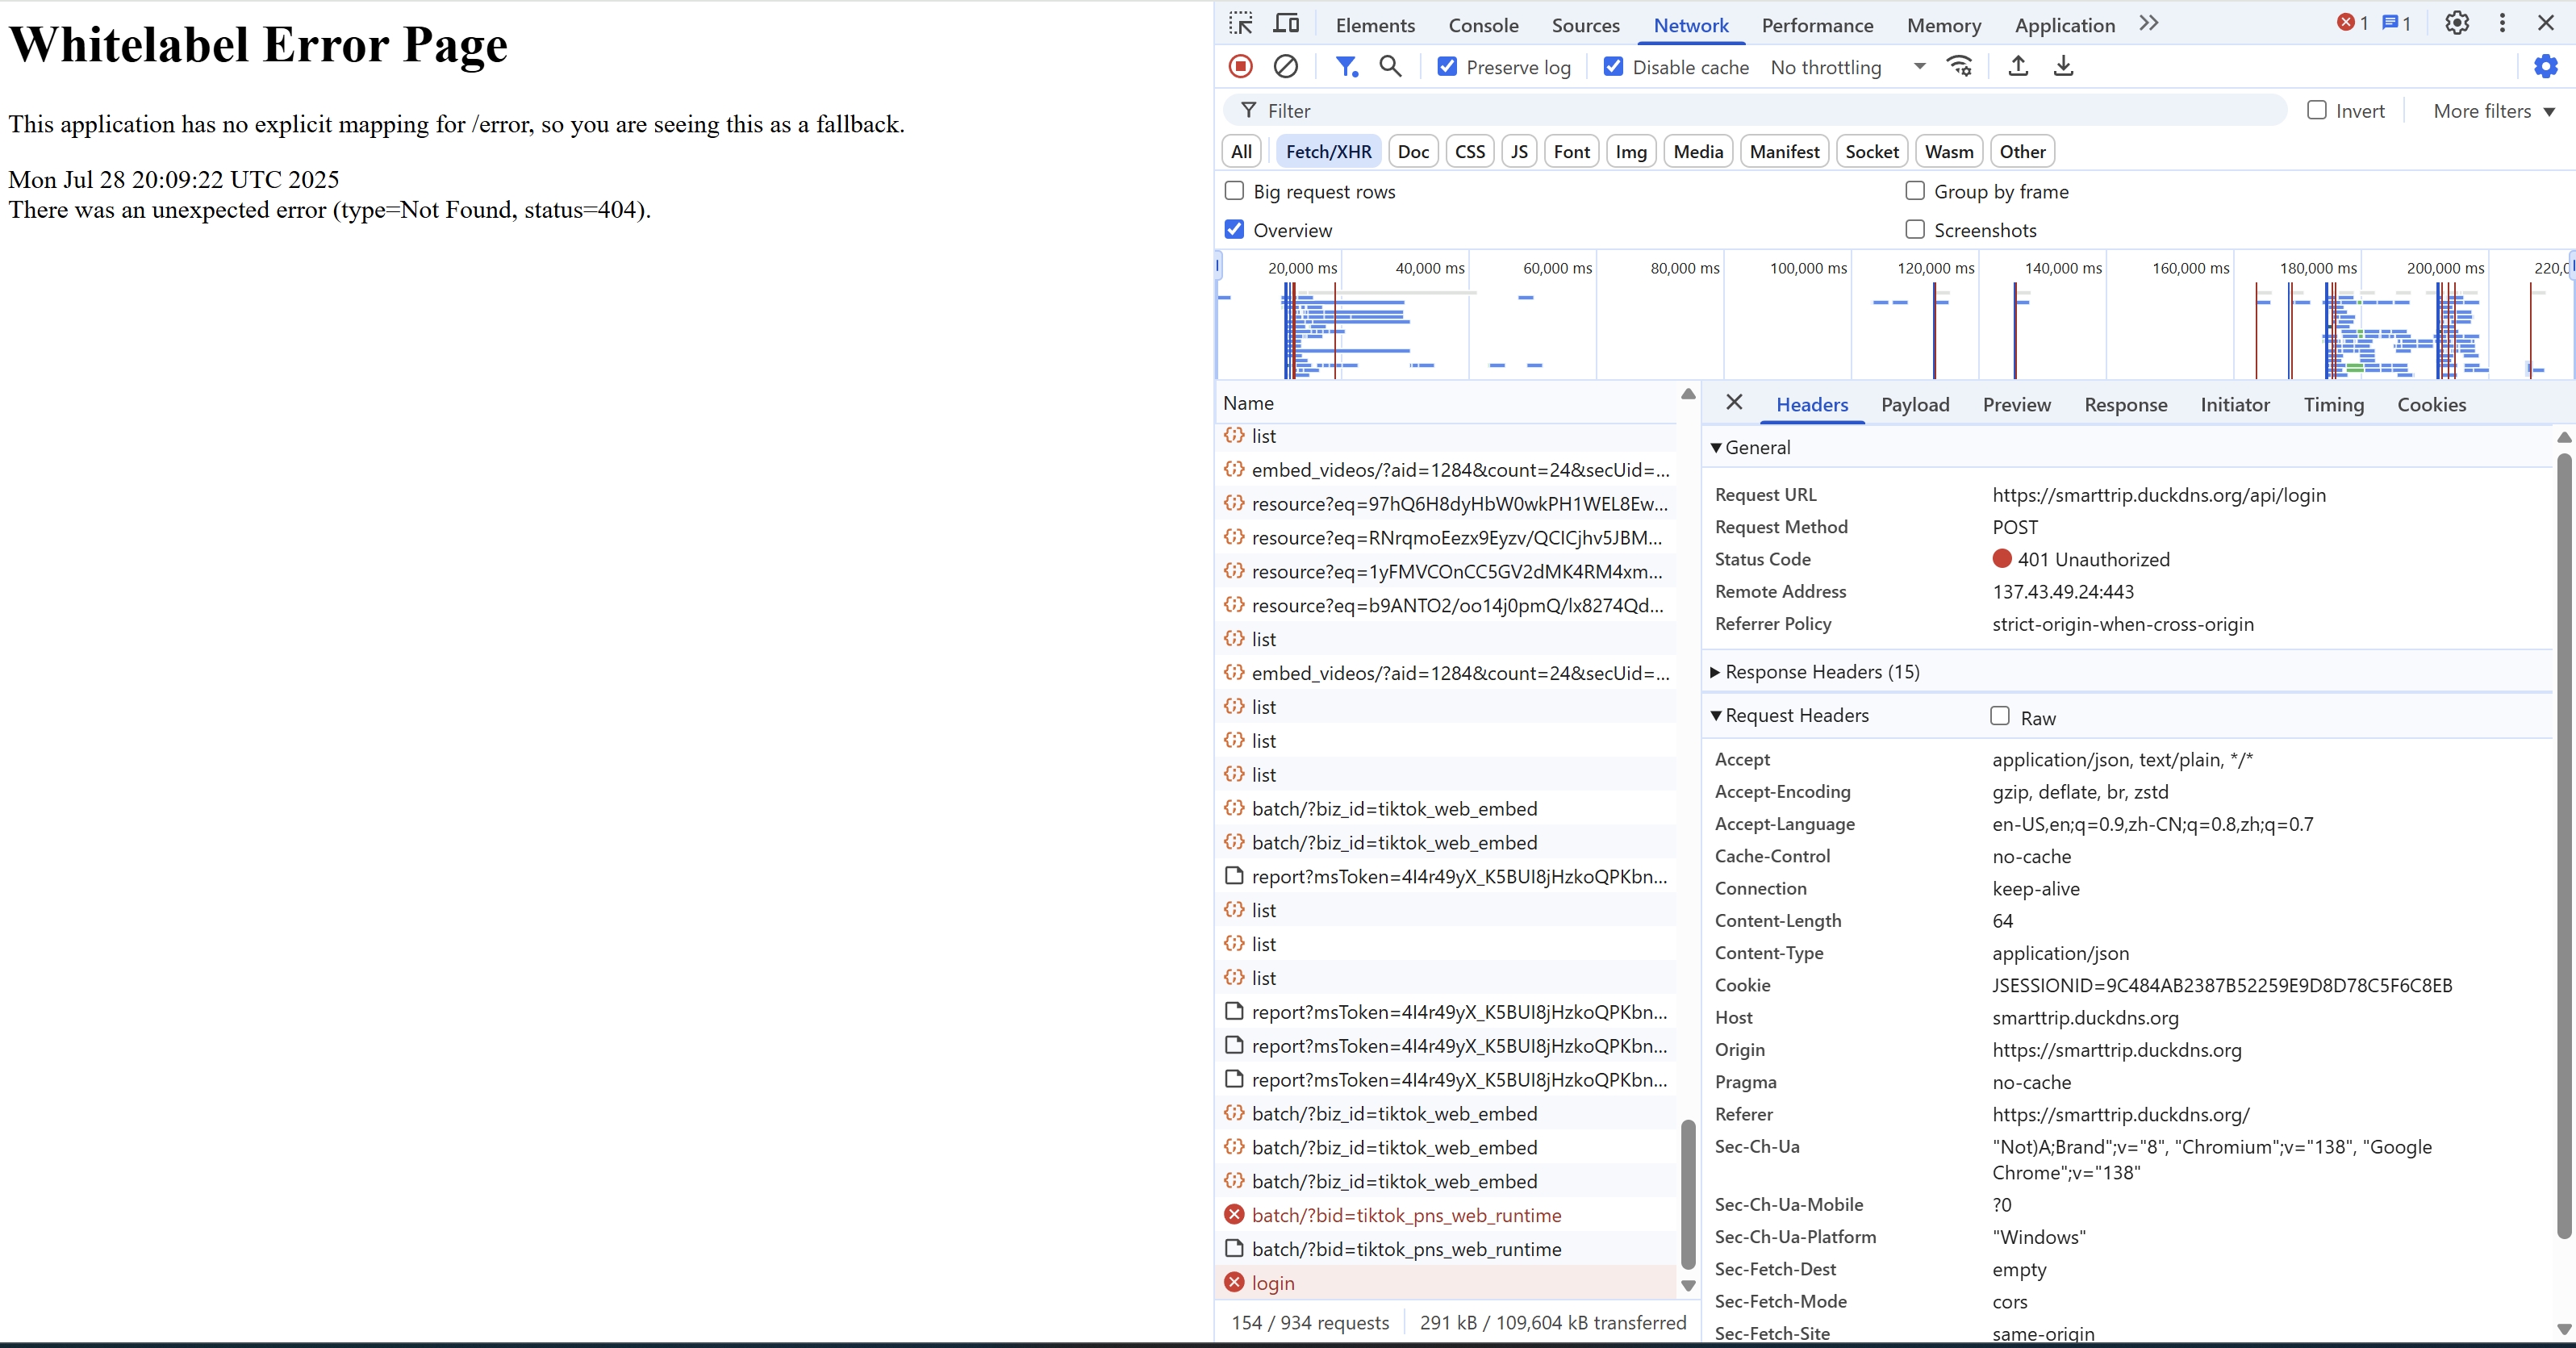 Whitelabel Error Page
This application has no explicit mapping for /error, so you are seeing this as a fallback.
Mon Jul 28 20:09:22 UTC 2025
There was an unexpected error (type=Not Found, status=404).
Elements Console Sources Network Performance Memory Application 1 1
Preserve log Disable cache No throttling
Filter Invert More filters
All Fetch/XHR Doc CSS JS Font Img Media Manifest Socket Wasm Other
Big request rows Group by frame
Overview Screenshots
20,000 ms 40,000 ms 60,000 ms 80,000 ms 100,000 ms 120,000 ms 140,000 ms 160,000 ms 180,000 ms 200,000 ms 220,0
Name
list
embed_videos/?aid=1284&count=24&secUid=...
resource?eq=97hQ6H8dyHbW0wkPH1WEL8Ew...
resource?eq=RNrqmoEezx9Eyzv/QClCjhv5JBM...
resource?eq=1yFMVCOnCC5GV2dMK4RM4xm...
resource?eq=b9ANTO2/oo14j0pmQ/lx8274Qd...
list
embed_videos/?aid=1284&count=24&secUid=...
list
list
list
batch/?biz_id=tiktok_web_embed
batch/?biz_id=tiktok_web_embed
report?msToken=4I4r49yX_K5BUI8jHzkoQPKbn...
list
list
list
report?msToken=4I4r49yX_K5BUI8jHzkoQPKbn...
report?msToken=4I4r49yX_K5BUI8jHzkoQPKbn...
report?msToken=4I4r49yX_K5BUI8jHzkoQPKbn...
batch/?biz_id=tiktok_web_embed
batch/?biz_id=tiktok_web_embed
batch/?biz_id=tiktok_web_embed
batch/?bid=tiktok_pns_web_runtime
batch/?bid=tiktok_pns_web_runtime
login
154 / 934 requests 291 kB / 109,604 kB transferred
Headers Payload Preview Response Initiator Timing Cookies
General
Request URL https://smarttrip.duckdns.org/api/login
Request Method POST
Status Code 401 Unauthorized
Remote Address 137.43.49.24:443
Referrer Policy strict-origin-when-cross-origin
Response Headers (15)
Request Headers Raw
Accept application/json, text/plain, */*
Accept-Encoding gzip, deflate, br, zstd
Accept-Language en-US,en;q=0.9,zh-CN;q=0.8,zh;q=0.7
Cache-Control no-cache
Connection keep-alive
Content-Length 64
Content-Type application/json
Cookie JSESSIONID=9C484AB2387B52259E9D8D78C5F6C8EB
Host smarttrip.duckdns.org
Origin https://smarttrip.duckdns.org
Pragma no-cache
Referer https://smarttrip.duckdns.org/
Sec-Ch-Ua "Not)A;Brand";v="8", "Chromium";v="138", "Google
Chrome";v="138"
Sec-Ch-Ua-Mobile ?0
Sec-Ch-Ua-Platform "Windows"
Sec-Fetch-Dest empty
Sec-Fetch-Mode cors
Sec-Fetch-Site same-origin